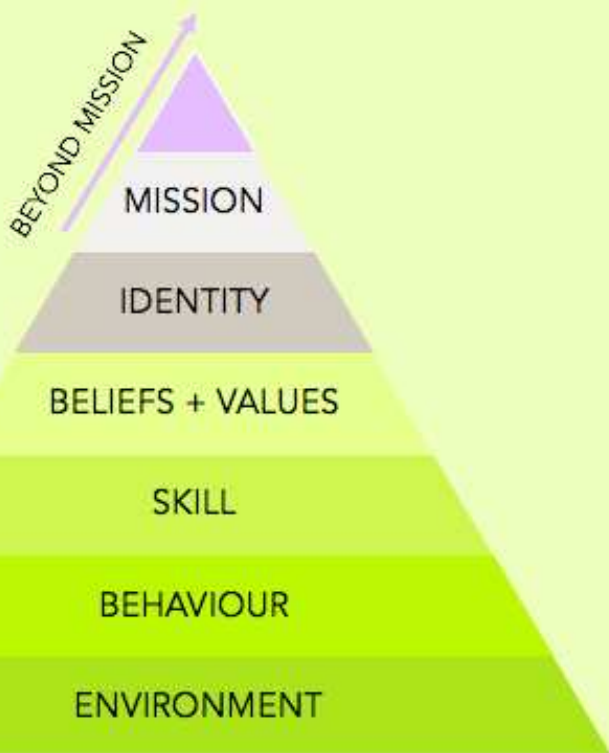 BEYOND MISSION
MISSION
IDENTITY
BELIEFS + VALUES
SKILL
BEHAVIOUR
ENVIRONMENT